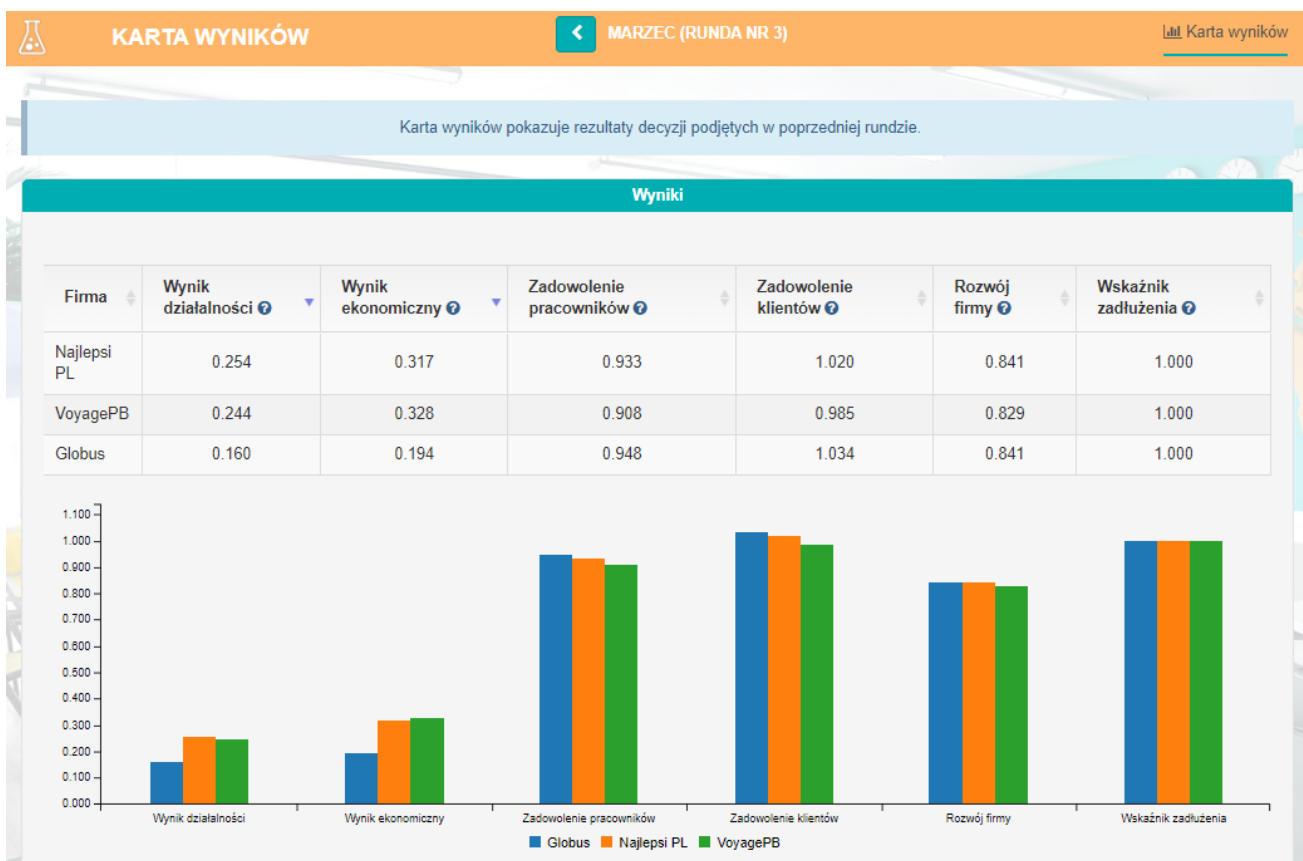 KARTA WYNIKÓW
MARZEC (RUNDA NR 3)
Karta wyników
Karta wyników pokazuje rezultaty decyzji podjętych w poprzedniej rundzie.
Wyniki
Firma Wynik działalności Wynik ekonomiczny Zadowolenie pracowników Zadowolenie klientów Rozwój firmy Wskaźnik zadłużenia
Najlepsi PL 0.254 0.317 0.933 1.020 0.841 1.000
VoyagePB 0.244 0.328 0.908 0.985 0.829 1.000
Globus 0.160 0.194 0.948 1.034 0.841 1.000
1.100
1.000
0.900
0.800
0.700
0.600
0.500
0.400
0.300
0.200
0.100
0.000
Wynik działalności Wynik ekonomiczny Zadowolenie pracowników Zadowolenie klientów Rozwój firmy Wskaźnik zadłużenia
Globus Najlepsi PL VoyagePB